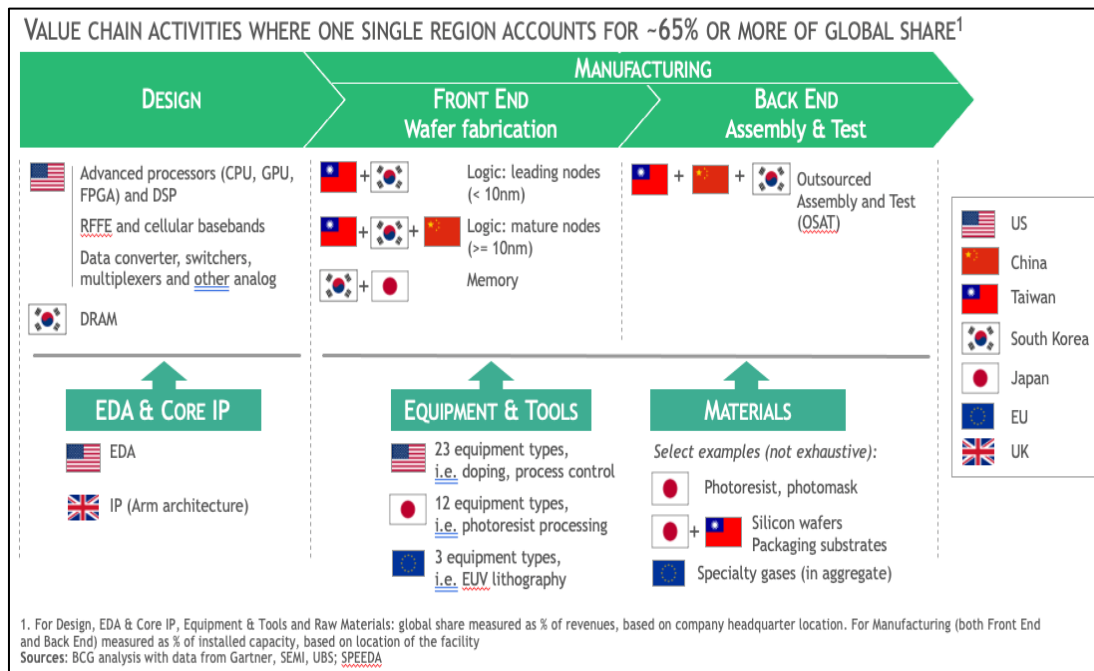 VALUE CHAIN ACTIVITIES WHERE ONE SINGLE REGION ACCOUNTS FOR ~65% OR MORE OF GLOBAL SHARE1
MANUFACTURING
DESIGN
FRONT END
Wafer fabrication
BACK END
Assembly & Test
Advanced processors (CPU, GPU,
FPGA) and DSP
RFFE and cellular basebands
Data converter, switchers,
multiplexers and other analog
DRAM
+
Logic: leading nodes
(< 10nm)
+ +
Logic: mature nodes
(>= 10nm)
+
Memory
+ +
Outsourced
Assembly and Test
(OSAT)
US
China
Taiwan
South Korea
Japan
EU
UK
EDA & CORE IP
EDA
IP (Arm architecture)
EQUIPMENT & TOOLS
23 equipment types,
i.e. doping, process control
12 equipment types,
i.e. photoresist processing
3 equipment types,
i.e. EUV lithography
MATERIALS
Select examples (not exhaustive):
Photoresist, photomask
+
Silicon wafers
Packaging substrates
Specialty gases (in aggregate)
1. For Design, EDA & Core IP, Equipment & Tools and Raw Materials: global share measured as % of revenues, based on company headquarter location. For Manufacturing (both Front End
and Back End) measured as % of installed capacity, based on location of the facility
Sources: BCG analysis with data from Gartner, SEMI, UBS; SPEEDA